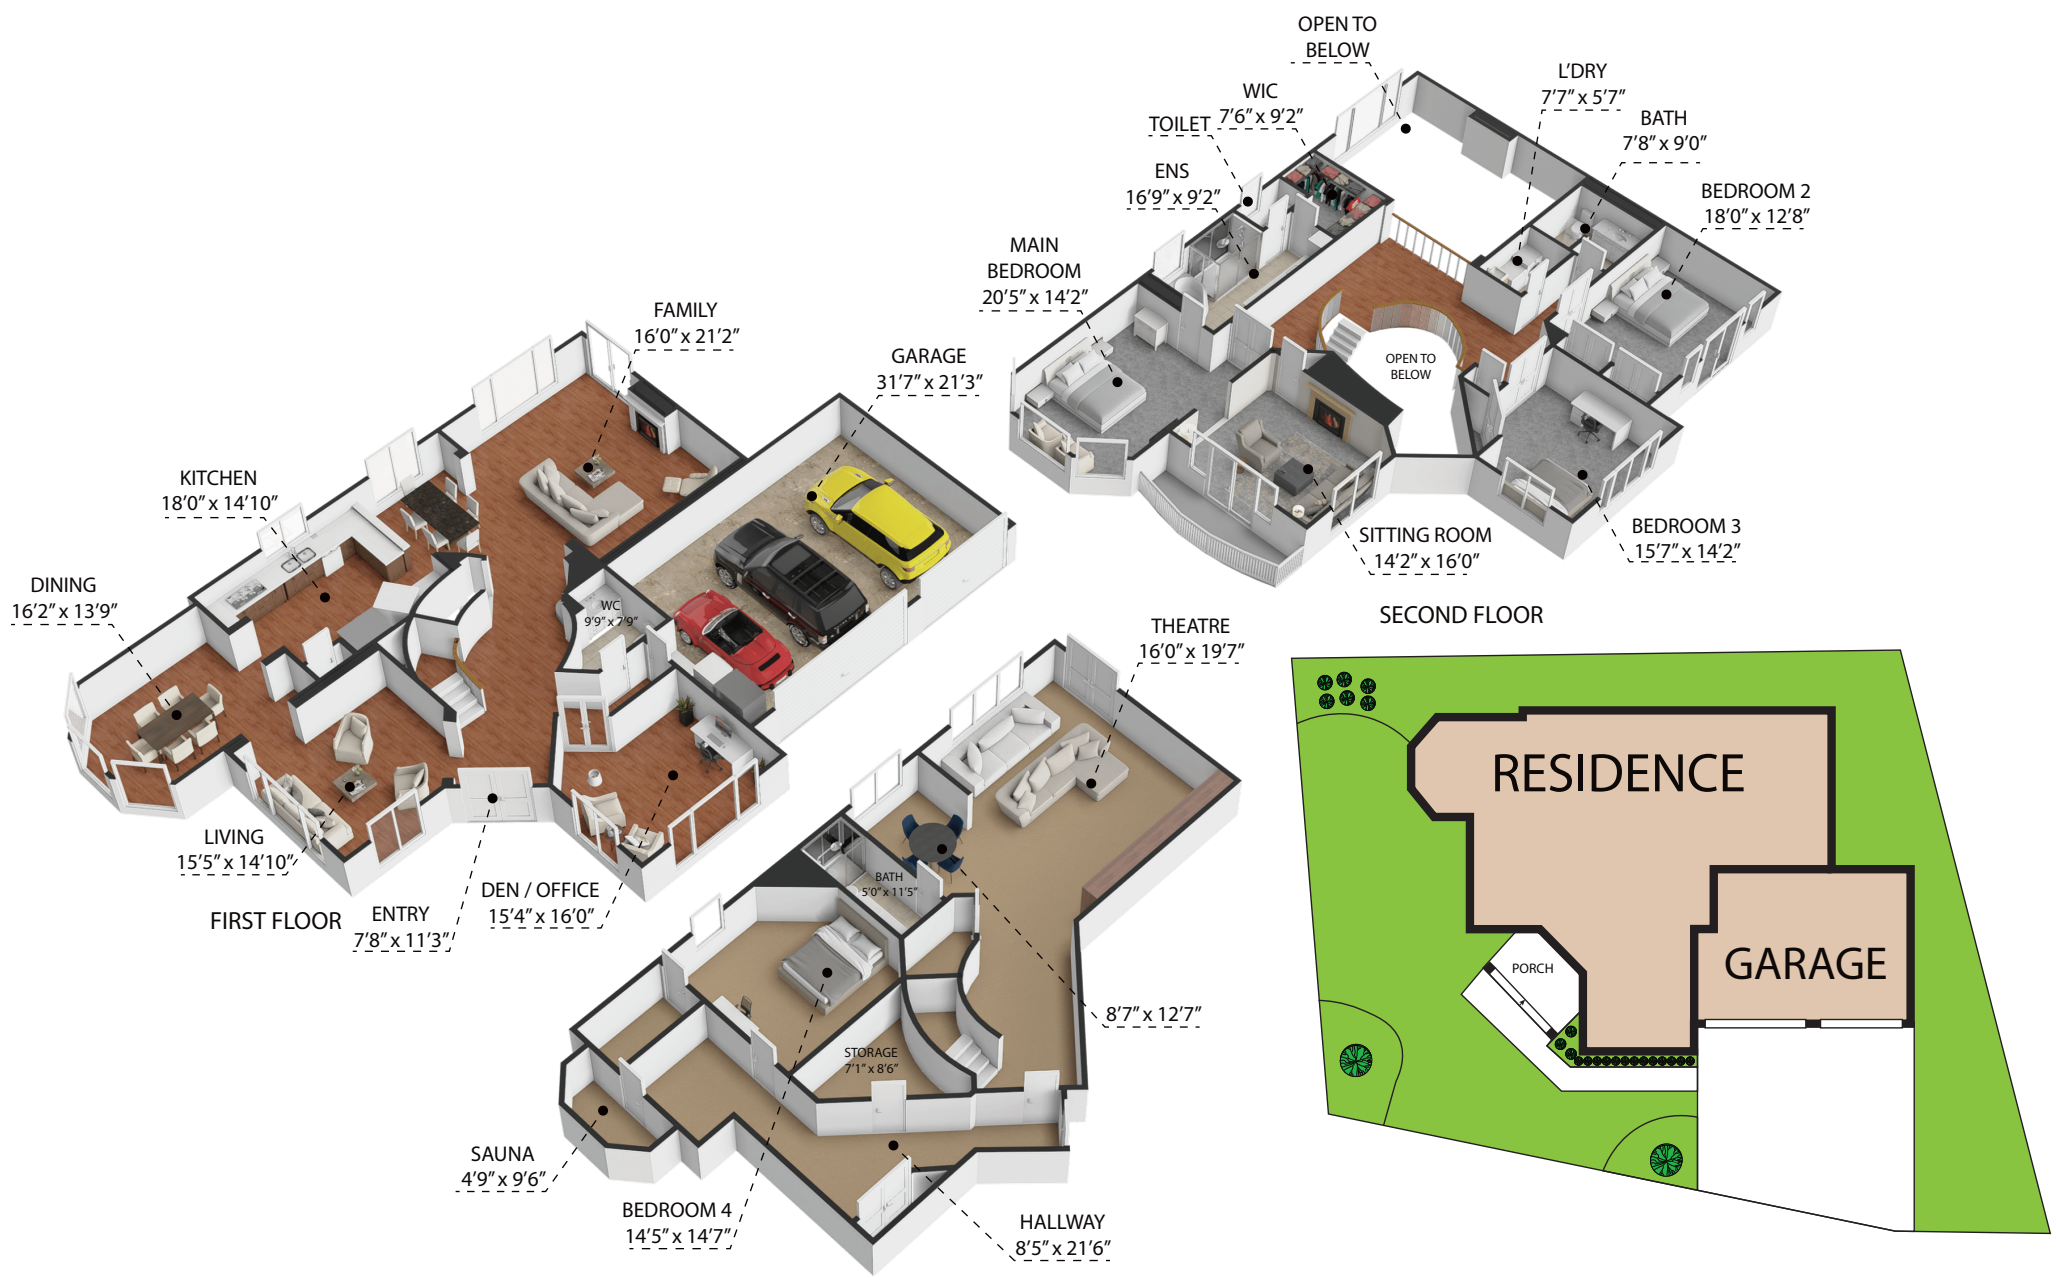 FAMILY
16'0" x 21'2"
GARAGE
31'7" x 21'3"
KITCHEN
18'0" x 14'10"
DINING
16'2" x 13'9"
WC
9'9" x 7'9"
LIVING
15'5" x 14'10"
ENTRY
7'8" x 11'3"
DEN / OFFICE
15'4" x 16'0"
FIRST FLOOR
OPEN TO
BELOW
L'DRY
7'7" x 5'7"
WIC
7'6" x 9'2"
BATH
7'8" x 9'0"
TOILET
ENS
16'9" x 9'2"
BEDROOM 2
18'0" x 12'8"
MAIN
BEDROOM
20'5" x 14'2"
OPEN TO
BELOW
SITTING ROOM
14'2" x 16'0"
BEDROOM 3
15'7" x 14'2"
SECOND FLOOR
THEATRE
16'0" x 19'7"
BATH
5'0" x 11'5"
8'7" x 12'7"
STORAGE
7'1" x 8'6"
SAUNA
4'9" x 9'6"
BEDROOM 4
14'5" x 14'7"
HALLWAY
8'5" x 21'6"
RESIDENCE
GARAGE
PORCH